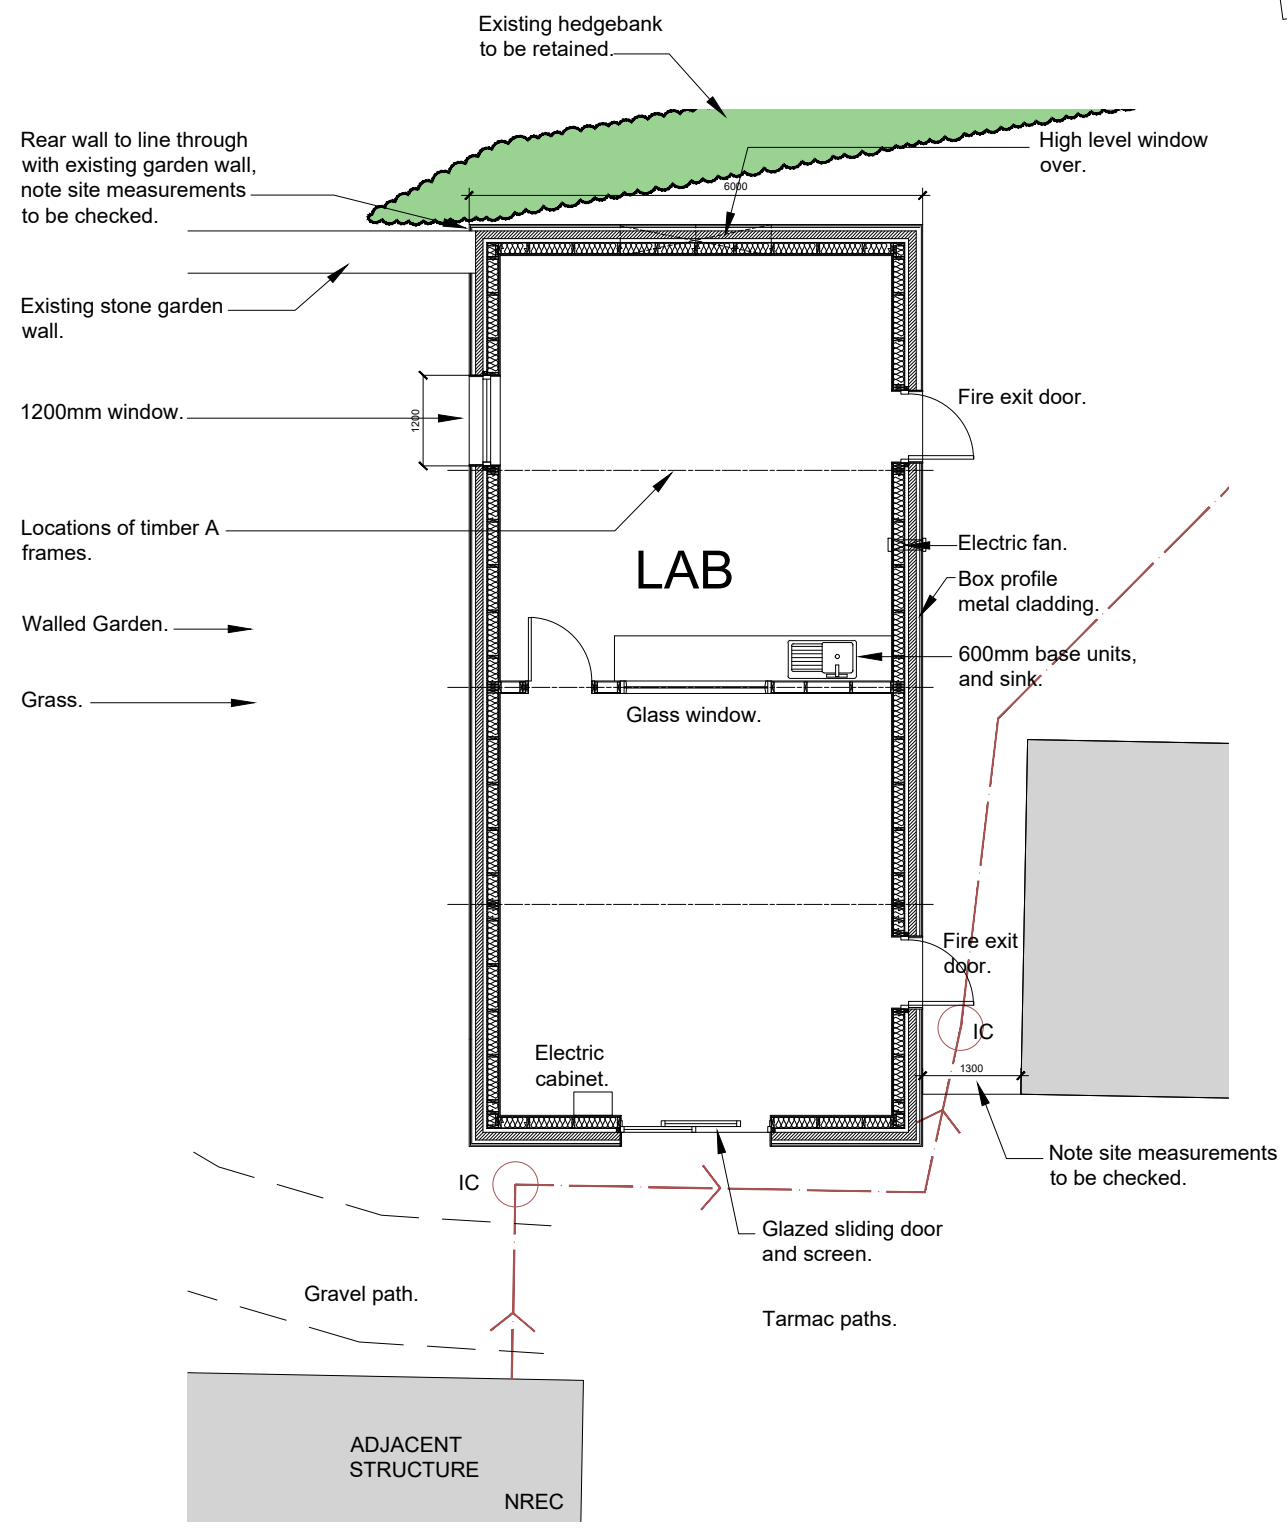 Existing hedgebank
to be retained.
Rear wall to line through
with existing garden wall,
note site measurements
to be checked.
High level window
over.
6000
Existing stone garden
wall.
1200mm window.
1200
Fire exit door.
Locations of timber A
frames.
LAB
Electric fan.
Box profile
metal cladding.
Walled Garden.
600mm base units,
and sink.
Grass.
Glass window.
Fire exit
door.
IC
Electric
cabinet.
1300
Note site measurements
to be checked.
IC
Glazed sliding door
and screen.
Gravel path.
Tarmac paths.
ADJACENT
STRUCTURE
NREC